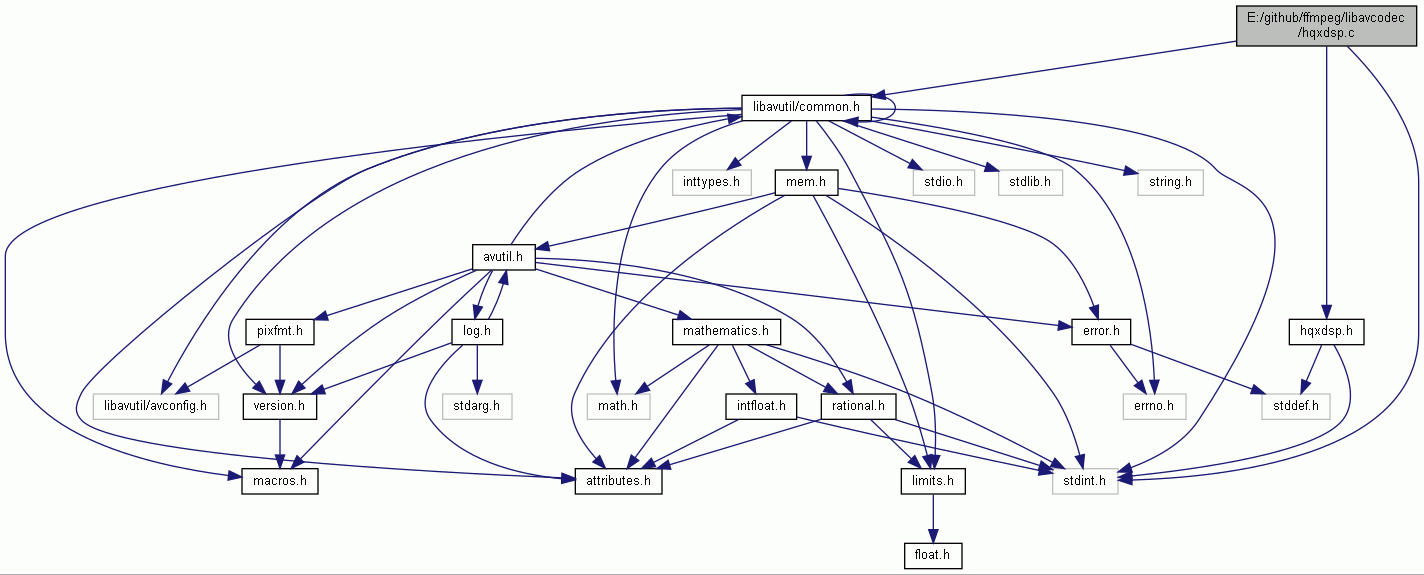 E:/github/ffmpeg/libavcodec
/hqxdsp.c
libavutil/common.h
inttypes.h
mem.h
stdio.h
stdlib.h
string.h
avutil.h
pixfmt.h
log.h
mathematics.h
error.h
hqxdsp.h
libavutil/avconfig.h
version.h
stdarg.h
math.h
intfloat.h
rational.h
errno.h
stddef.h
macros.h
attributes.h
limits.h
stdint.h
float.h